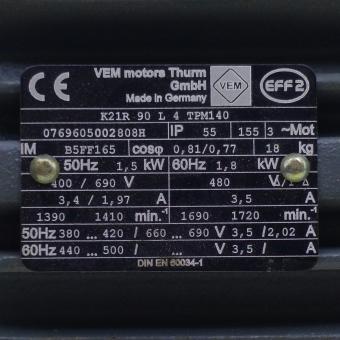 VEM motors Thurm
GmbH
Made in Germany
VEM
EFF2
K21R 90 L 4 TPM140
0769605002808H IP 55 155 3 ~Mot
IM B5FF165 cosφ 0,81/0,77 18 kg
50Hz 1,5 kW 60Hz 1,8 kW
400 / 690 V 480 V
3,4 / 1,97 A 3,5 A
1390 1410 min.⁻¹ 1690 1720 min.⁻¹
50Hz 380 ... 420 / 660 ... 690 V 3,5 / 2,02 A
60Hz 440 ... 500 / ... V 3,5 / A
DIN EN 60034-1